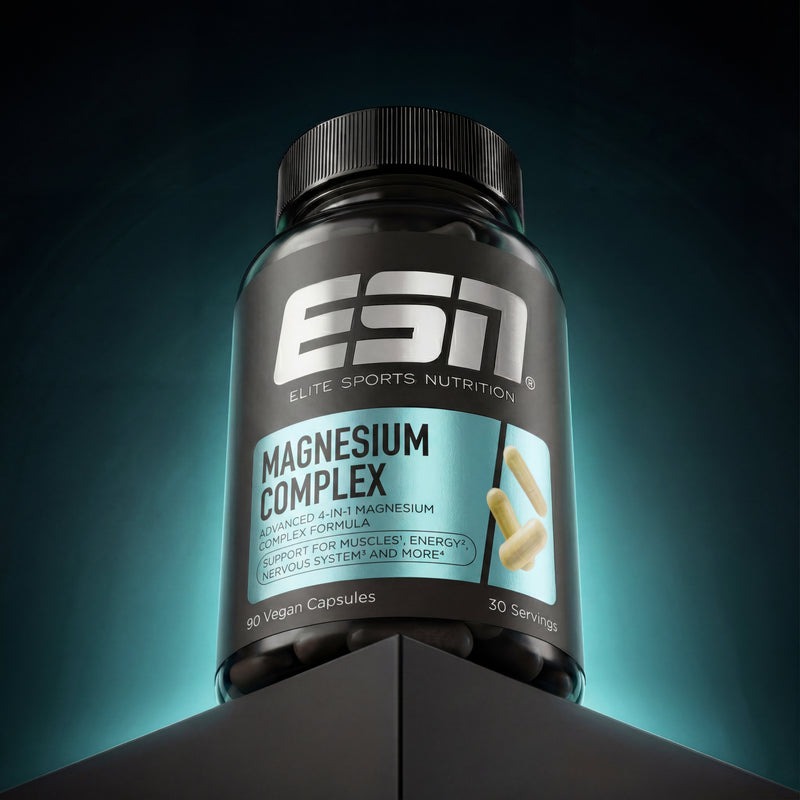 ESN®
ELITE SPORTS NUTRITION
MAGNESIUM
COMPLEX
ADVANCED 4-IN-1 MAGNESIUM
COMPLEX FORMULA
SUPPORT FOR MUSCLES¹, ENERGY²,
NERVOUS SYSTEM³ AND MORE⁴
90 Vegan Capsules
30 Servings